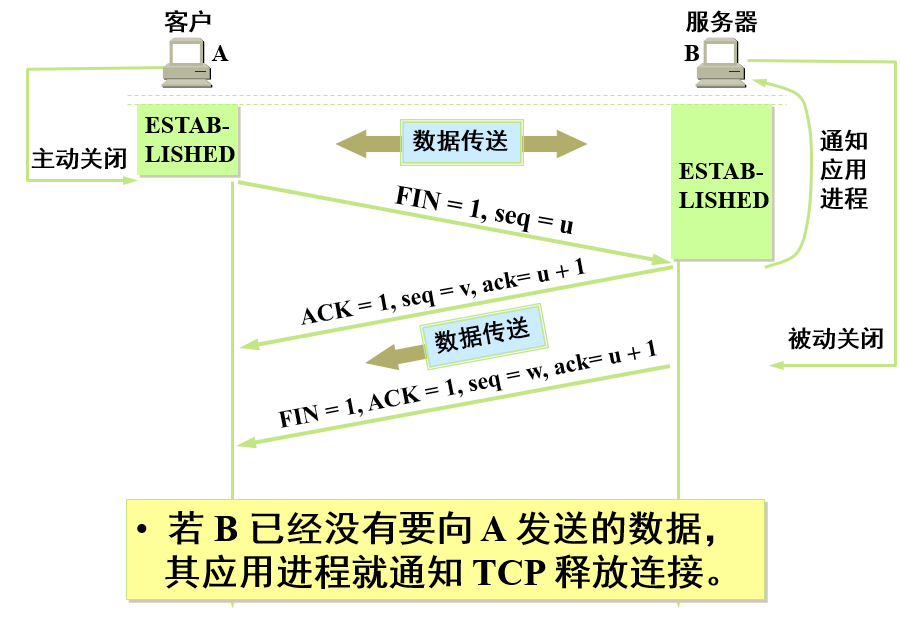 客户
服务器
A
B
ESTAB-
LISHED
数据传送
ESTAB-
LISHED
通知
应用
进程
主动关闭
FIN = 1, seq = u
ACK = 1, seq = v, ack= u + 1
数据传送
被动关闭
FIN = 1, ACK = 1, seq = w, ack= u + 1
• 若 B 已经没有要向 A 发送的数据，
其应用进程就通知 TCP 释放连接。